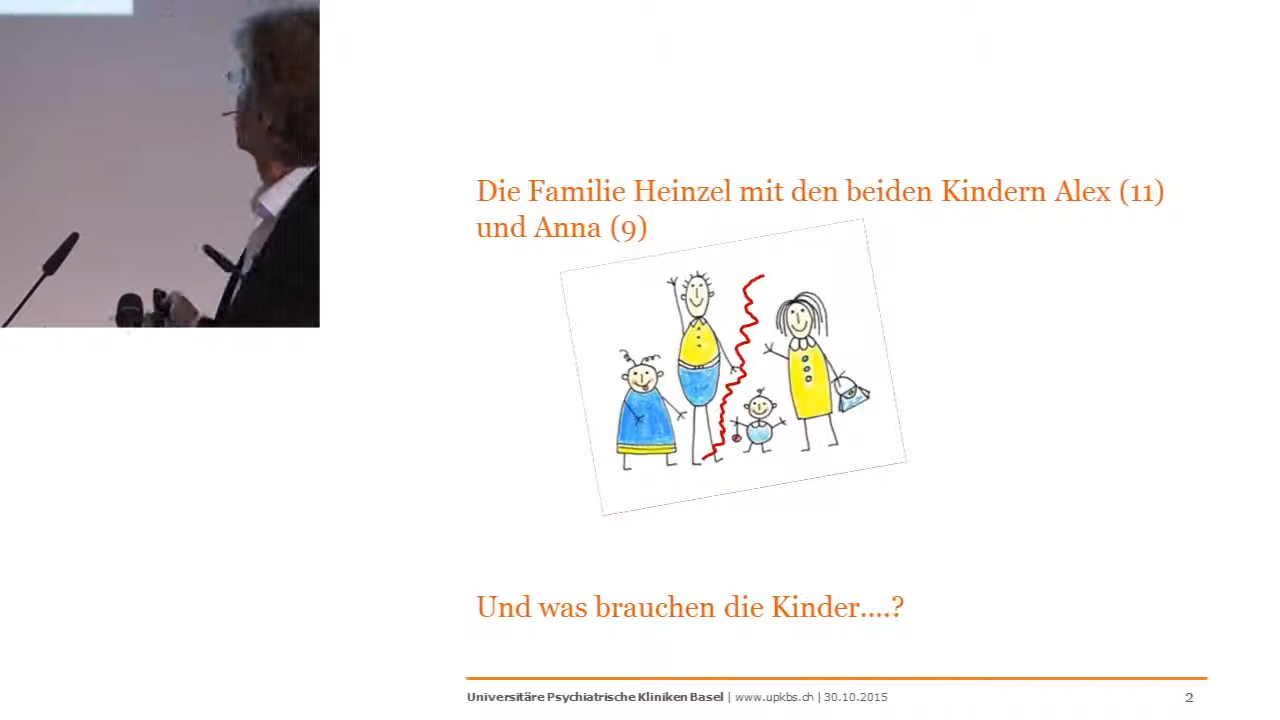 Die Familie Heinzel mit den beiden Kindern Alex (11)
und Anna (9)
Und was brauchen die Kinder....?
Universitäre Psychiatrische Kliniken Basel | www.upkbs.ch | 30.10.2015
2